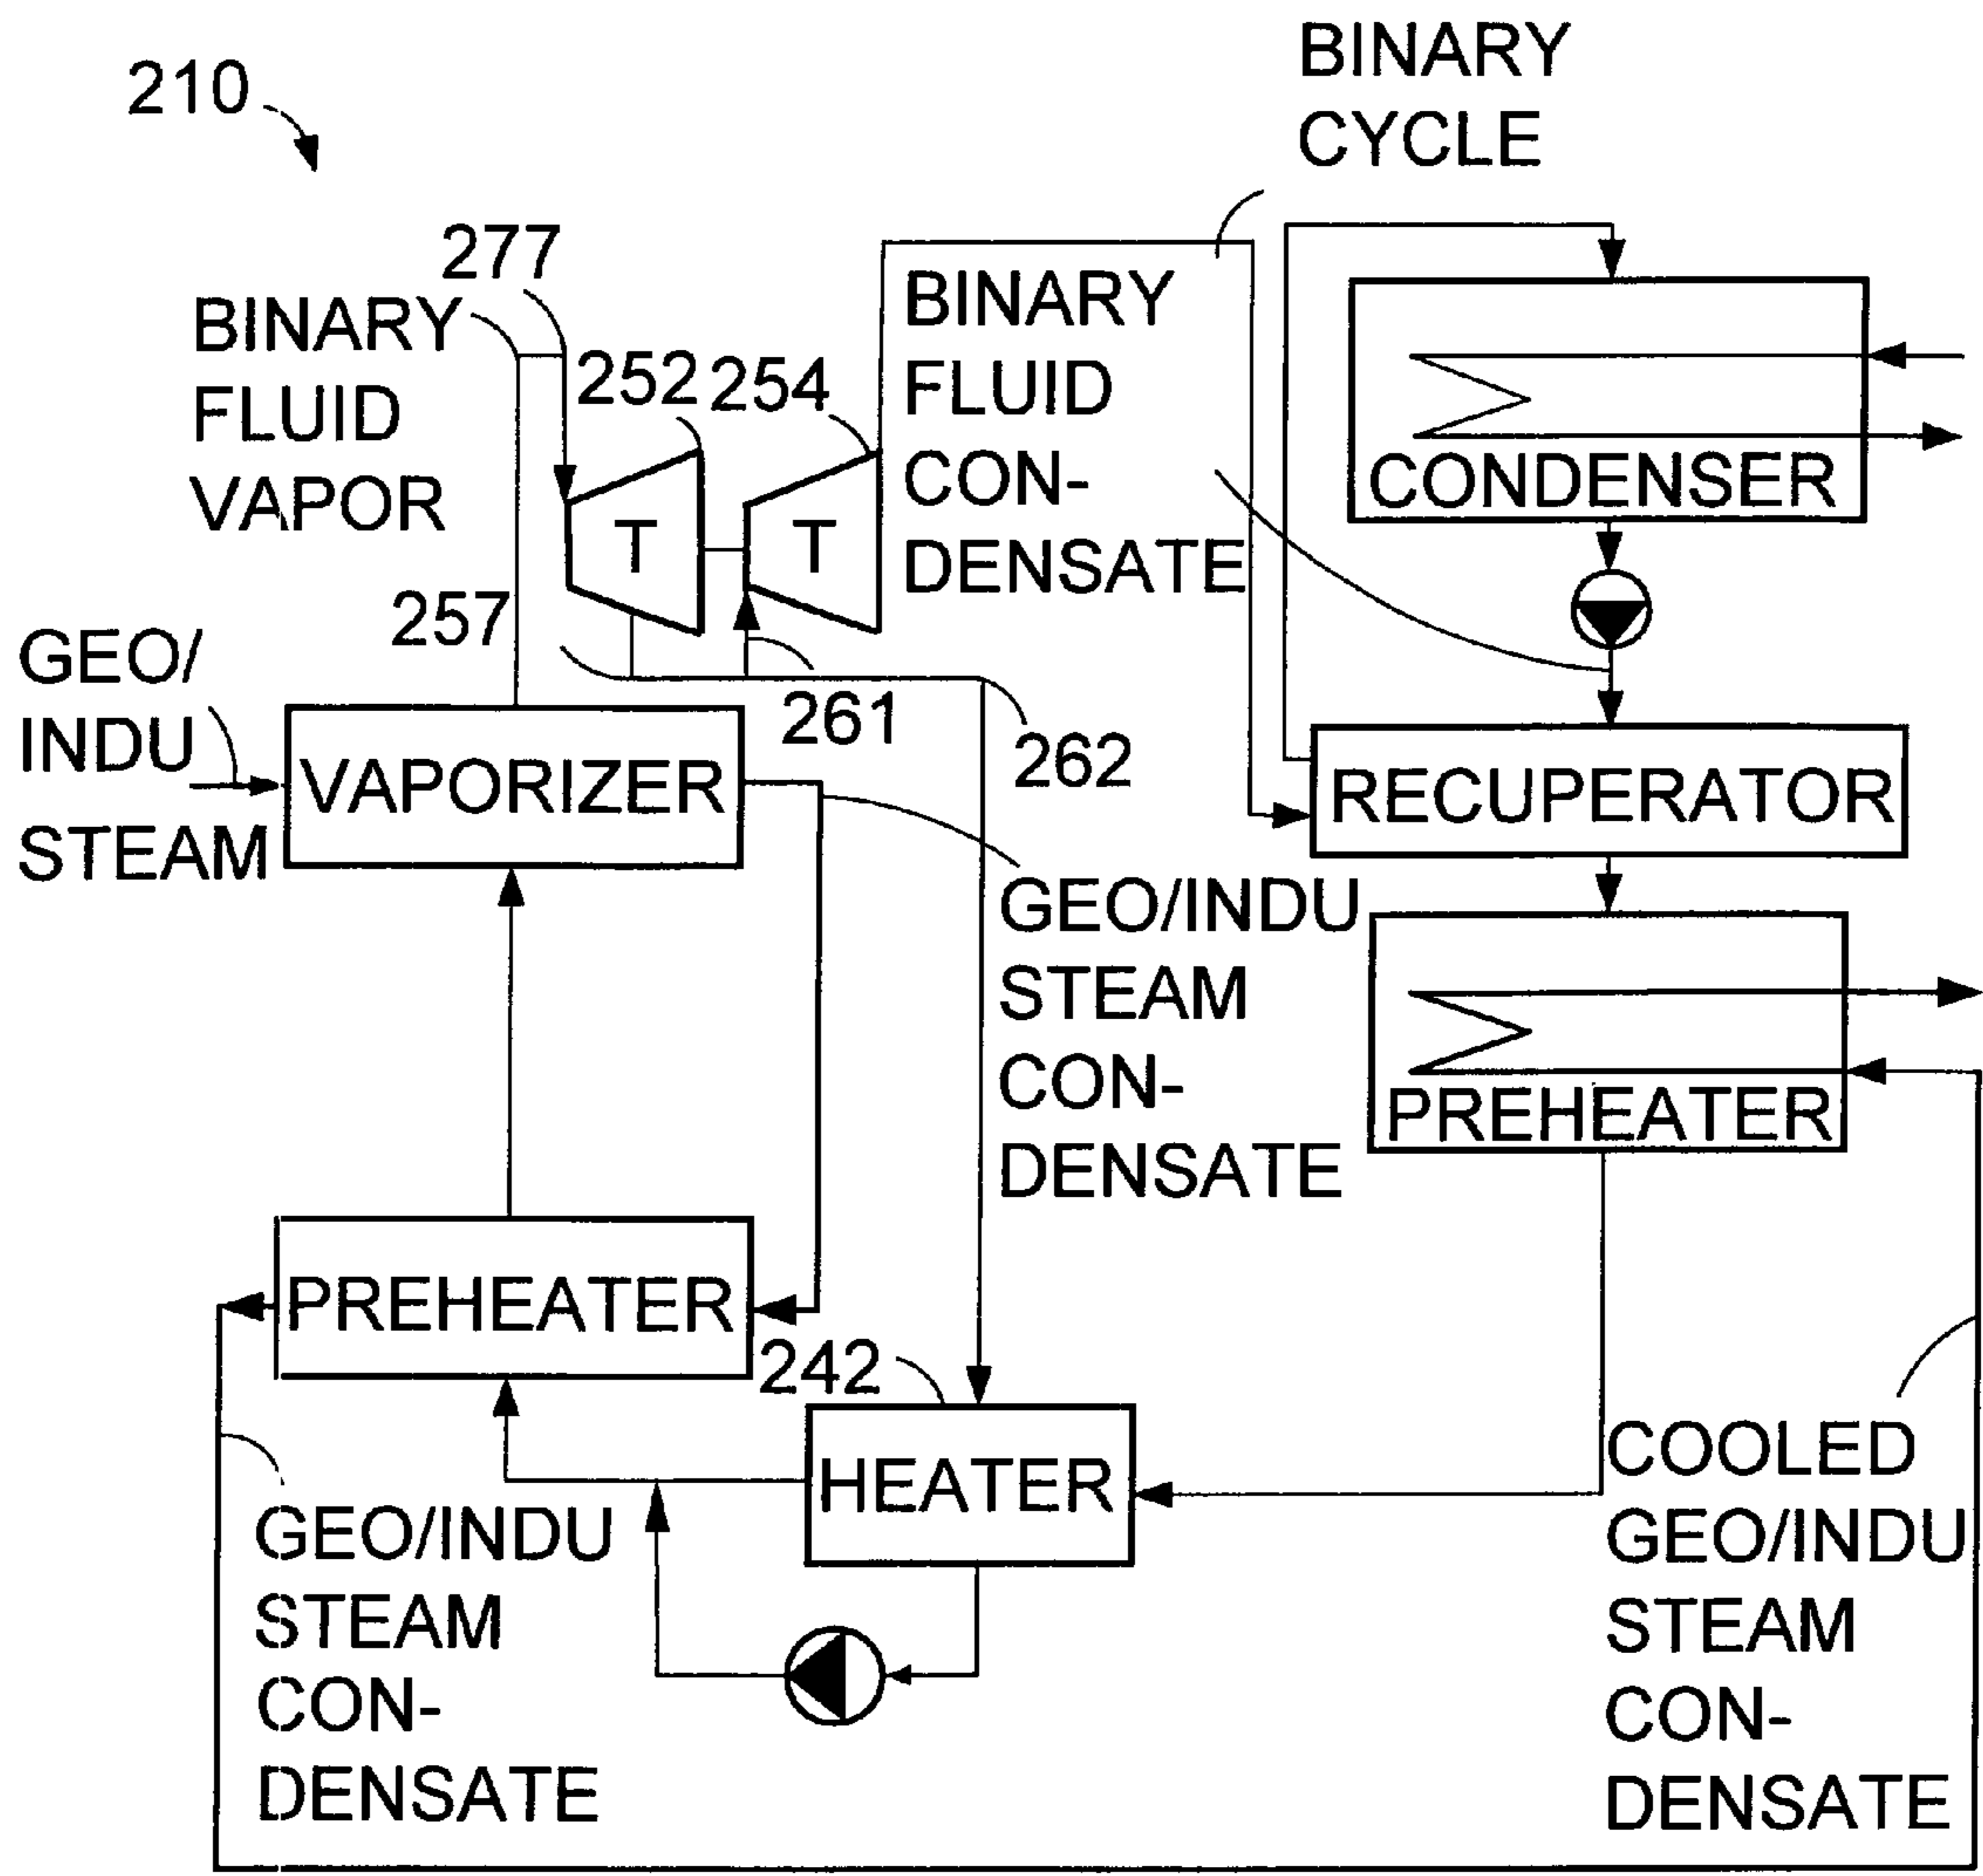 210
BINARY
CYCLE
277
BINARY
FLUID
VAPOR
252
254
T
T
BINARY
FLUID
CON-
DENSATE
CONDENSER
257
261
262
GEO/
INDU
STEAM
VAPORIZER
RECUPERATOR
GEO/INDU
STEAM
CON-
DENSATE
PREHEATER
PREHEATER
242
HEATER
GEO/INDU
STEAM
CON-
DENSATE
COOLED
GEO/INDU
STEAM
CON-
DENSATE